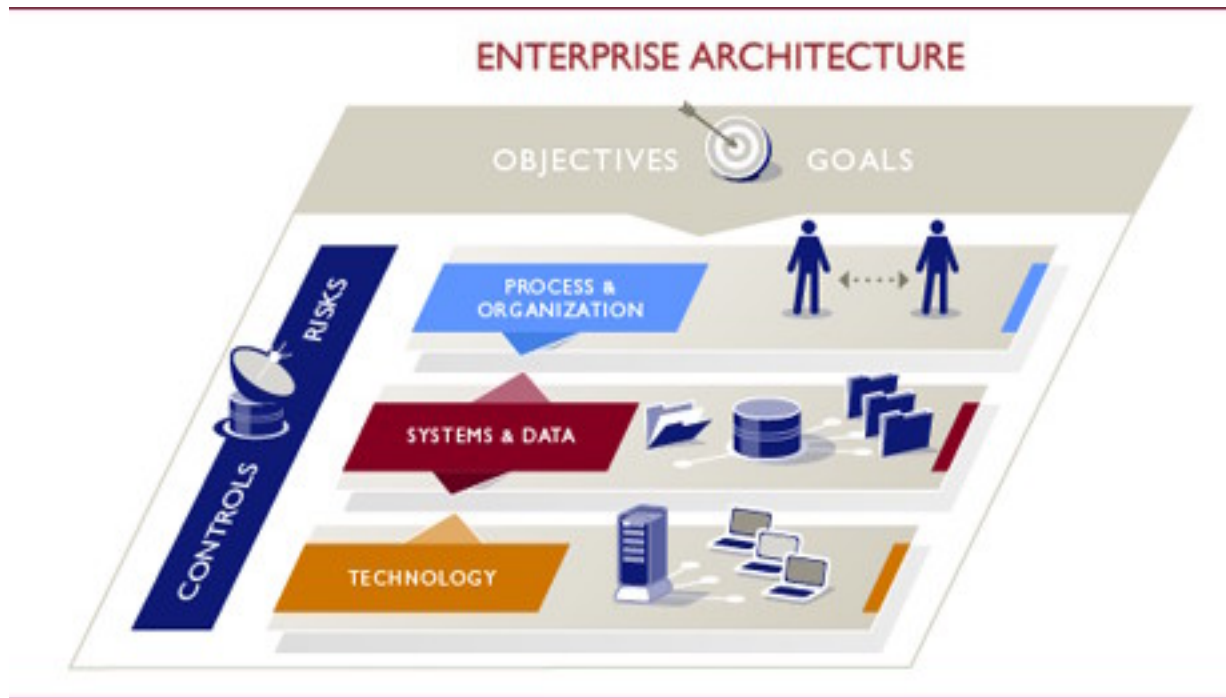 ENTERPRISE ARCHITECTURE
OBJECTIVES GOALS
PROCESS &
ORGANIZATION
SYSTEMS & DATA
TECHNOLOGY
CONTROLS RISKS